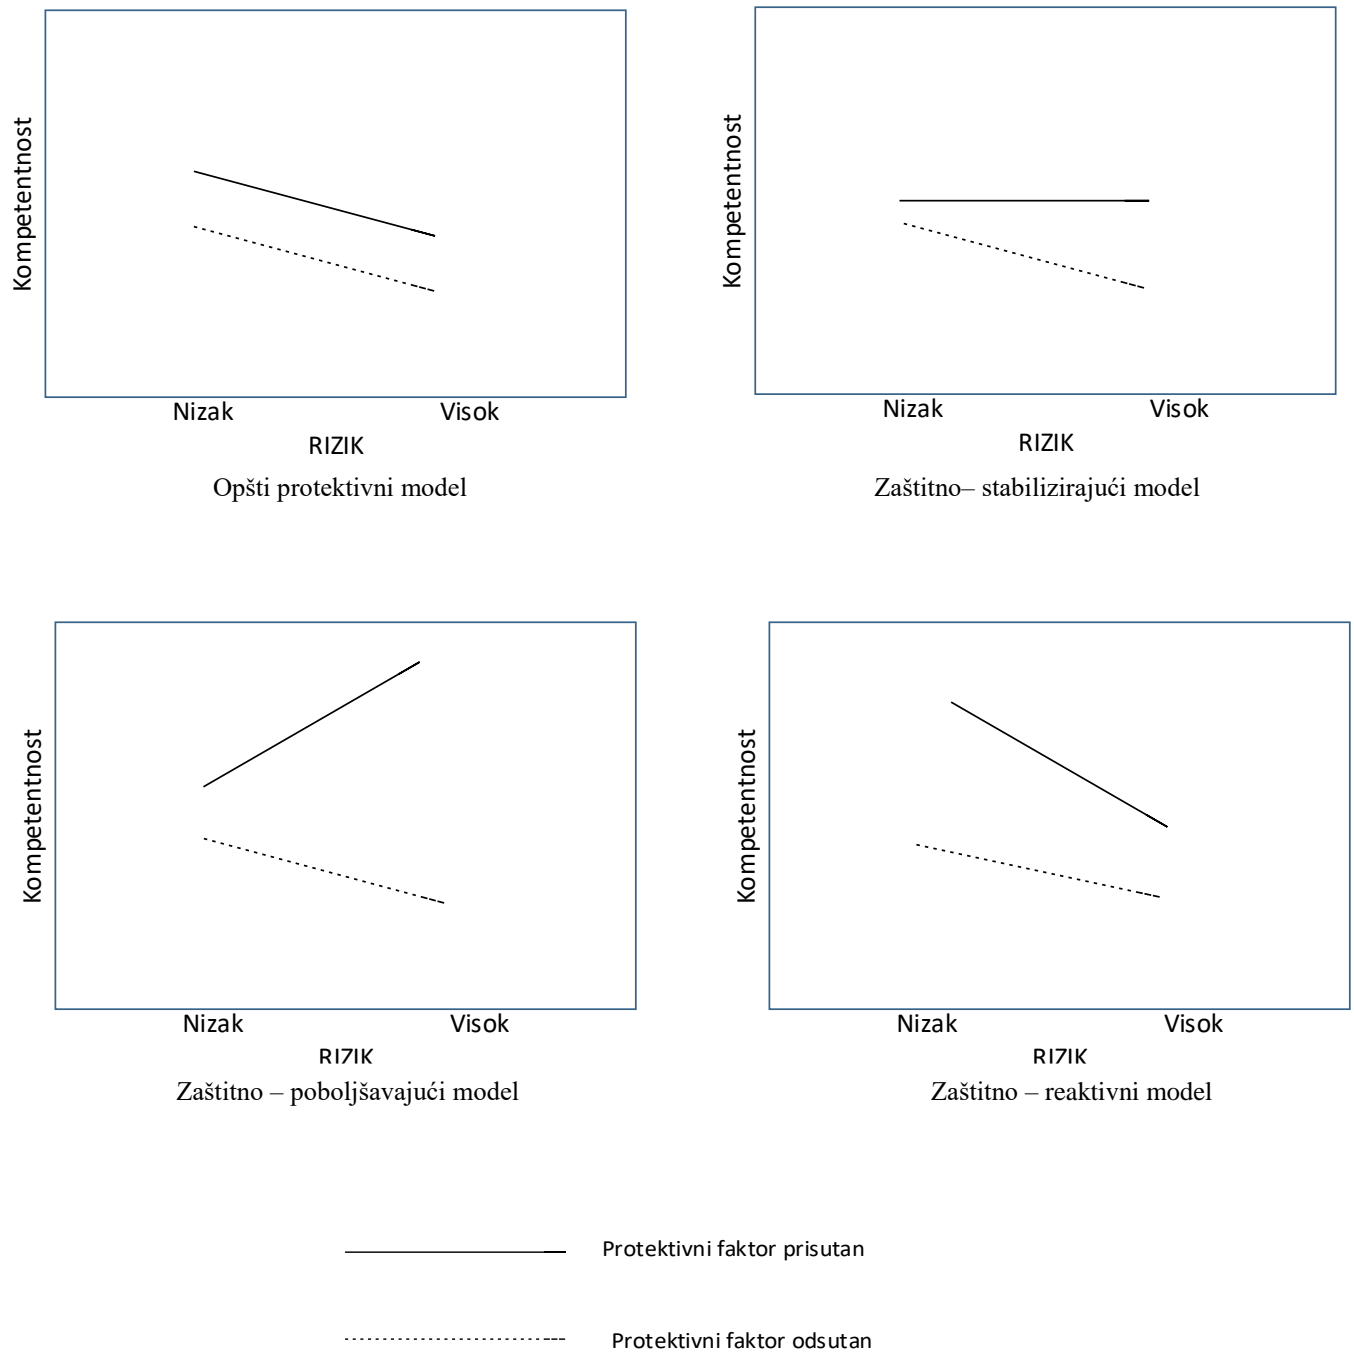 Kompetentnost
Nizak Visok
RIZIK
Opšti protektivni model
Kompetentnost
Nizak Visok
RIZIK
Zaštitno– stabilizirajući model
Kompetentnost
Nizak Visok
RIZIK
Zaštitno – poboljšavajući model
Kompetentnost
Nizak Visok
RIZIK
Zaštitno – reaktivni model
Protektivni faktor prisutan
Protektivni faktor odsutan